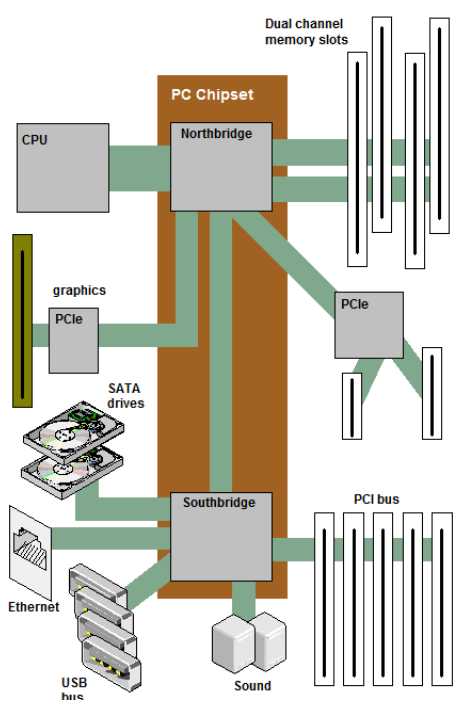 Dual channel
memory slots
PC Chipset
CPU
Northbridge
graphics
PCIe
PCIe
SATA
drives
Southbridge
PCI bus
Ethernet
USB
bus
Sound